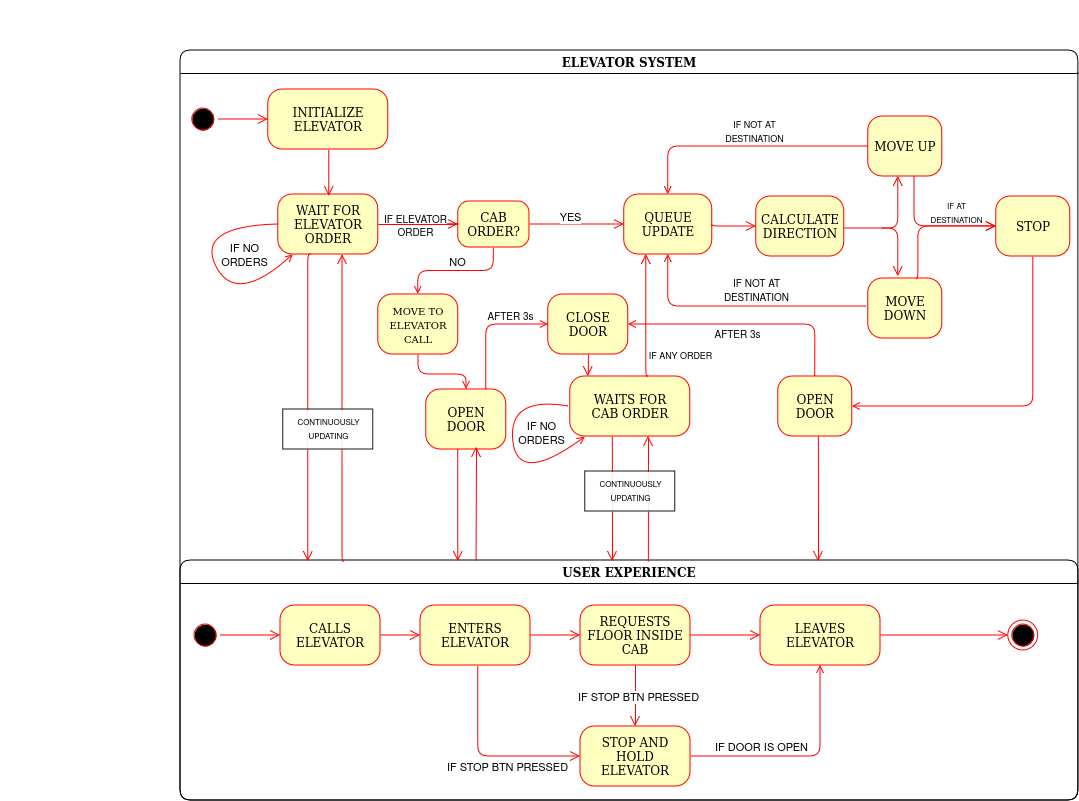 ELEVATOR SYSTEM
INITIALIZE
ELEVATOR
IF NOT AT
DESTINATION
MOVE UP
WAIT FOR
ELEVATOR
ORDER
IF ELEVATOR
ORDER
CAB
ORDER?
YES
QUEUE
UPDATE
CALCULATE
DIRECTION
IF AT
DESTINATION
STOP
IF NO
ORDERS
NO
IF NOT AT
DESTINATION
MOVE
DOWN
MOVE TO
ELEVATOR
CALL
AFTER 3s
CLOSE
DOOR
AFTER 3s
IF ANY ORDER
OPEN
DOOR
WAITS FOR
CAB ORDER
OPEN
DOOR
IF NO
ORDERS
CONTINUOUSLY
UPDATING
CONTINUOUSLY
UPDATING
USER EXPERIENCE
CALLS
ELEVATOR
ENTERS
ELEVATOR
REQUESTS
FLOOR INSIDE
CAB
LEAVES
ELEVATOR
IF STOP BTN PRESSED
IF STOP BTN PRESSED
STOP AND
HOLD
ELEVATOR
IF DOOR IS OPEN